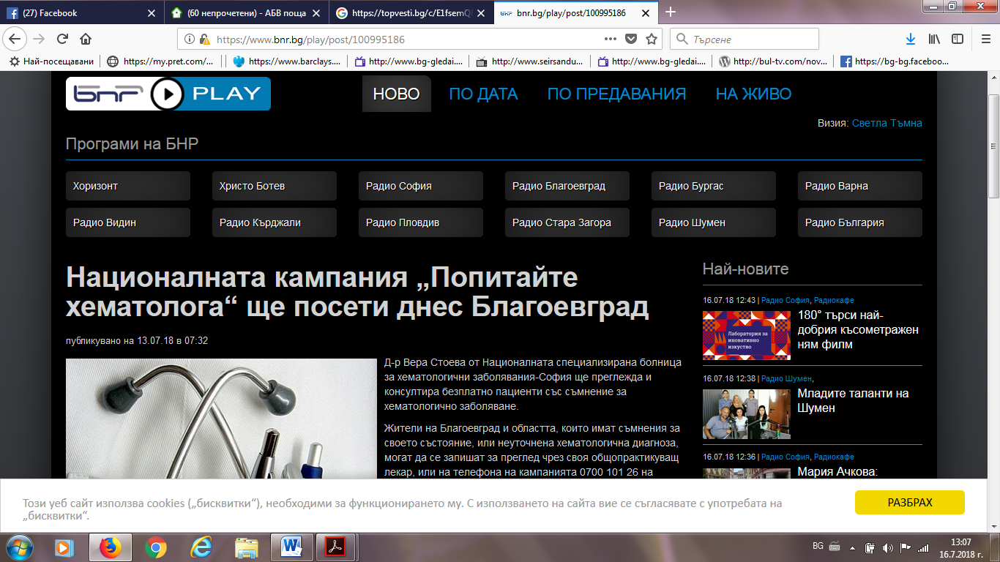 (27) Facebook
(60 непрочетени) - АБВ поща
https://topvesti.bg/c/E1fsemQ
bnr.bg/play/post/100995186
https://www.bnr.bg/play/post/100995186
Търсене
Най-посещавани
https://my.pret.com/...
https://www.barclays....
https://www.bg-gledai....
http://www.seirsandu...
http://www.bg-gledai....
http://bul-tv.com/nov...
https://bg-bg.faceboo...
бнр PLAY
НОВО
ПО ДАТА
ПО ПРЕДАВАНИЯ
НА ЖИВО
Визия: Светла Тъмна
Програми на БНР
Хоризонт
Христо Ботев
Радио София
Радио Благоевград
Радио Бургас
Радио Варна
Радио Видин
Радио Кърджали
Радио Пловдив
Радио Стара Загора
Радио Шумен
Радио България
Националната кампания „Попитайте
хематолога“ ще посети днес Благоевград
публикувано на 13.07.18 в 07:32
Д-р Вера Стоева от Националната специализирана болница
за хематологични заболявания-София ще преглежда и
консултира безплатно пациенти със съмнение за
хематологично заболяване.
Жители на Благоевград и областта, които имат съмнения за
своето състояние, или неуточнена хематологична диагноза,
могат да се запишат за преглед чрез своя общопрактикуващ
лекар, или на телефона на кампанията 0700 101 26 на
Най-новите
16.07.18 12:43 | Радио София, Радиокафе
Лаборатория за
иновативно
изкуство
180° търси най-
добрия късометражен
ням филм
16.07.18 12:38 | Радио Шумен,
Младите таланти на
Шумен
16.07.18 12:36 | Радио София, Радиокафе
Мария Ачкова:
Този уеб сайт използва cookies („бисквитки“), необходими за функционирането му. С използването на сайта вие се съгласявате с употребата на
„бисквитки“.
РАЗБРАХ
BG
13:07
16.7.2018 г.